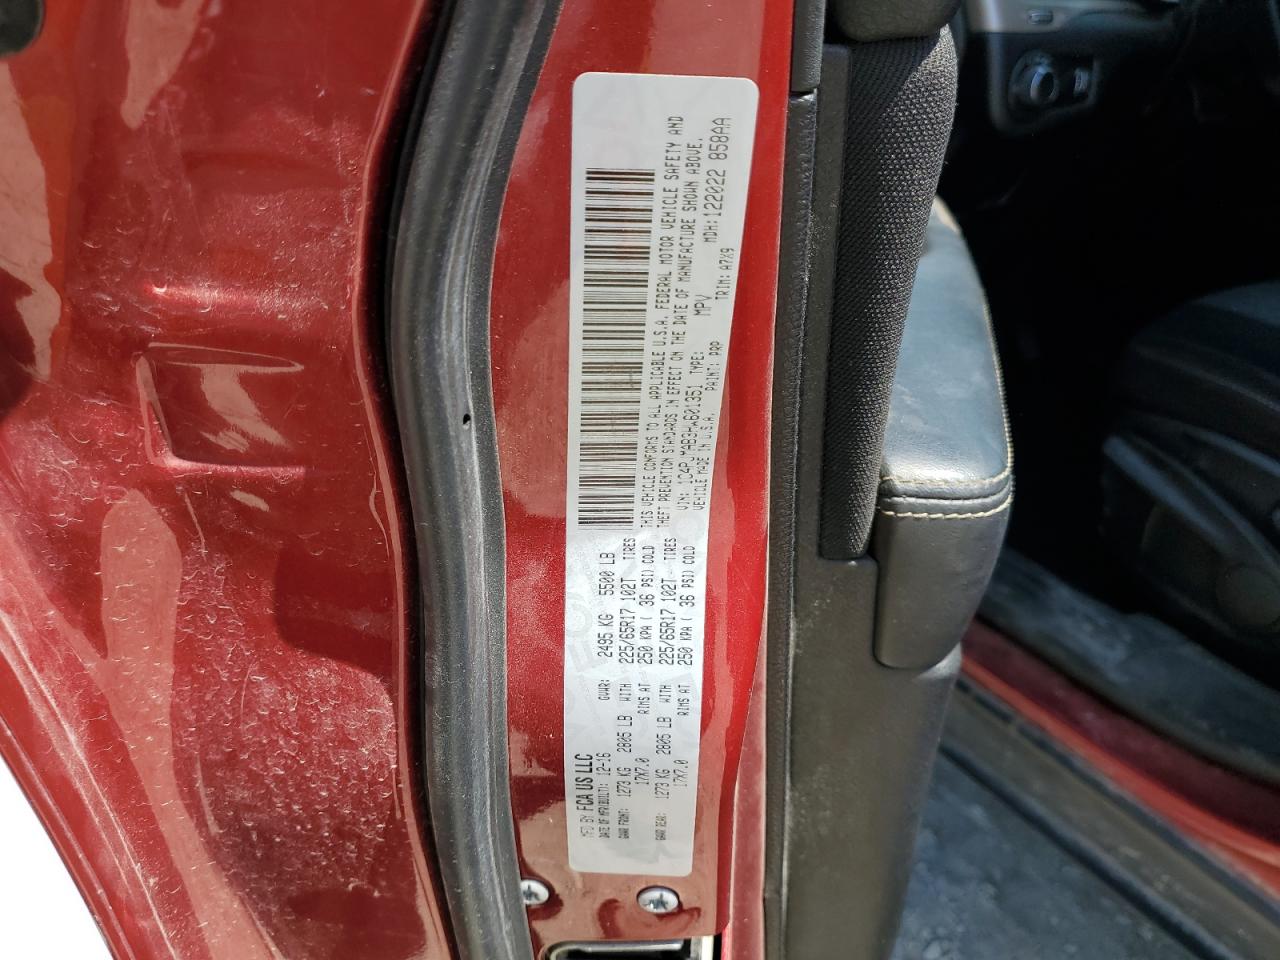 MFD BY FCA US LLC
DATE OF MFR(BUILT): 12-16 GVWR: 2495 KG 5500 LB
GAWR FRONT: 1273 KG 2805 LB WITH 225/65R17 102T TIRES
17X7.0 RIMS AT 250 KPA ( 36 PSI) COLD
GAWR REAR: 1273 KG 2805 LB WITH 225/65R17 102T TIRES
17X7.0 RIMS AT 250 KPA ( 36 PSI) COLD
THIS VEHICLE CONFORMS TO ALL APPLICABLE U.S.A. FEDERAL MOTOR VEHICLE SAFETY AND
THEFT PREVENTION STANDARDS IN EFFECT ON THE DATE OF MANUFACTURE SHOWN ABOVE.
VIN: TYPE: MPV MDH: 122022 858AA
VEHICLE MADE IN U.S.A. PAINT: PRP TRIM: A7X9